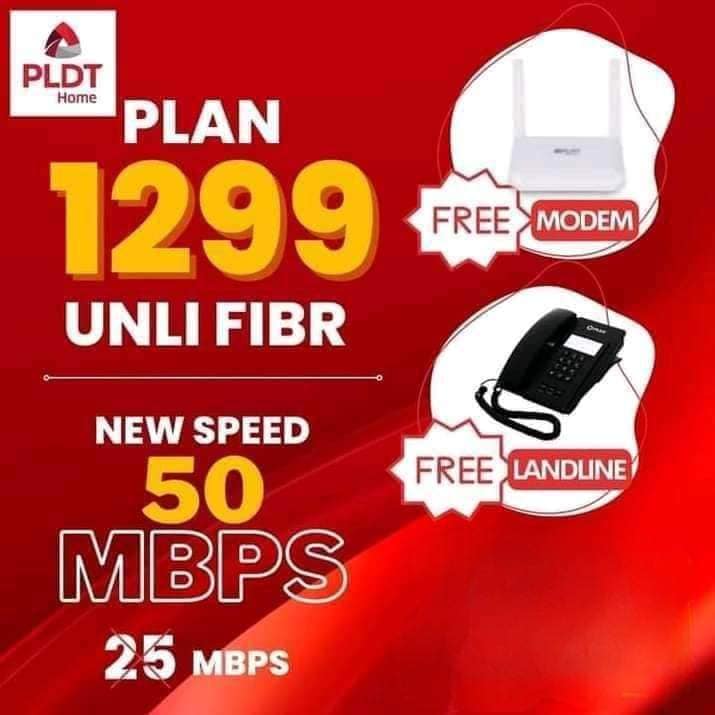 PLDT
Home
PLAN
1299
UNLI FIBR
NEW SPEED
50
MBPS
25 MBPS
FREE MODEM
FREE LANDLINE